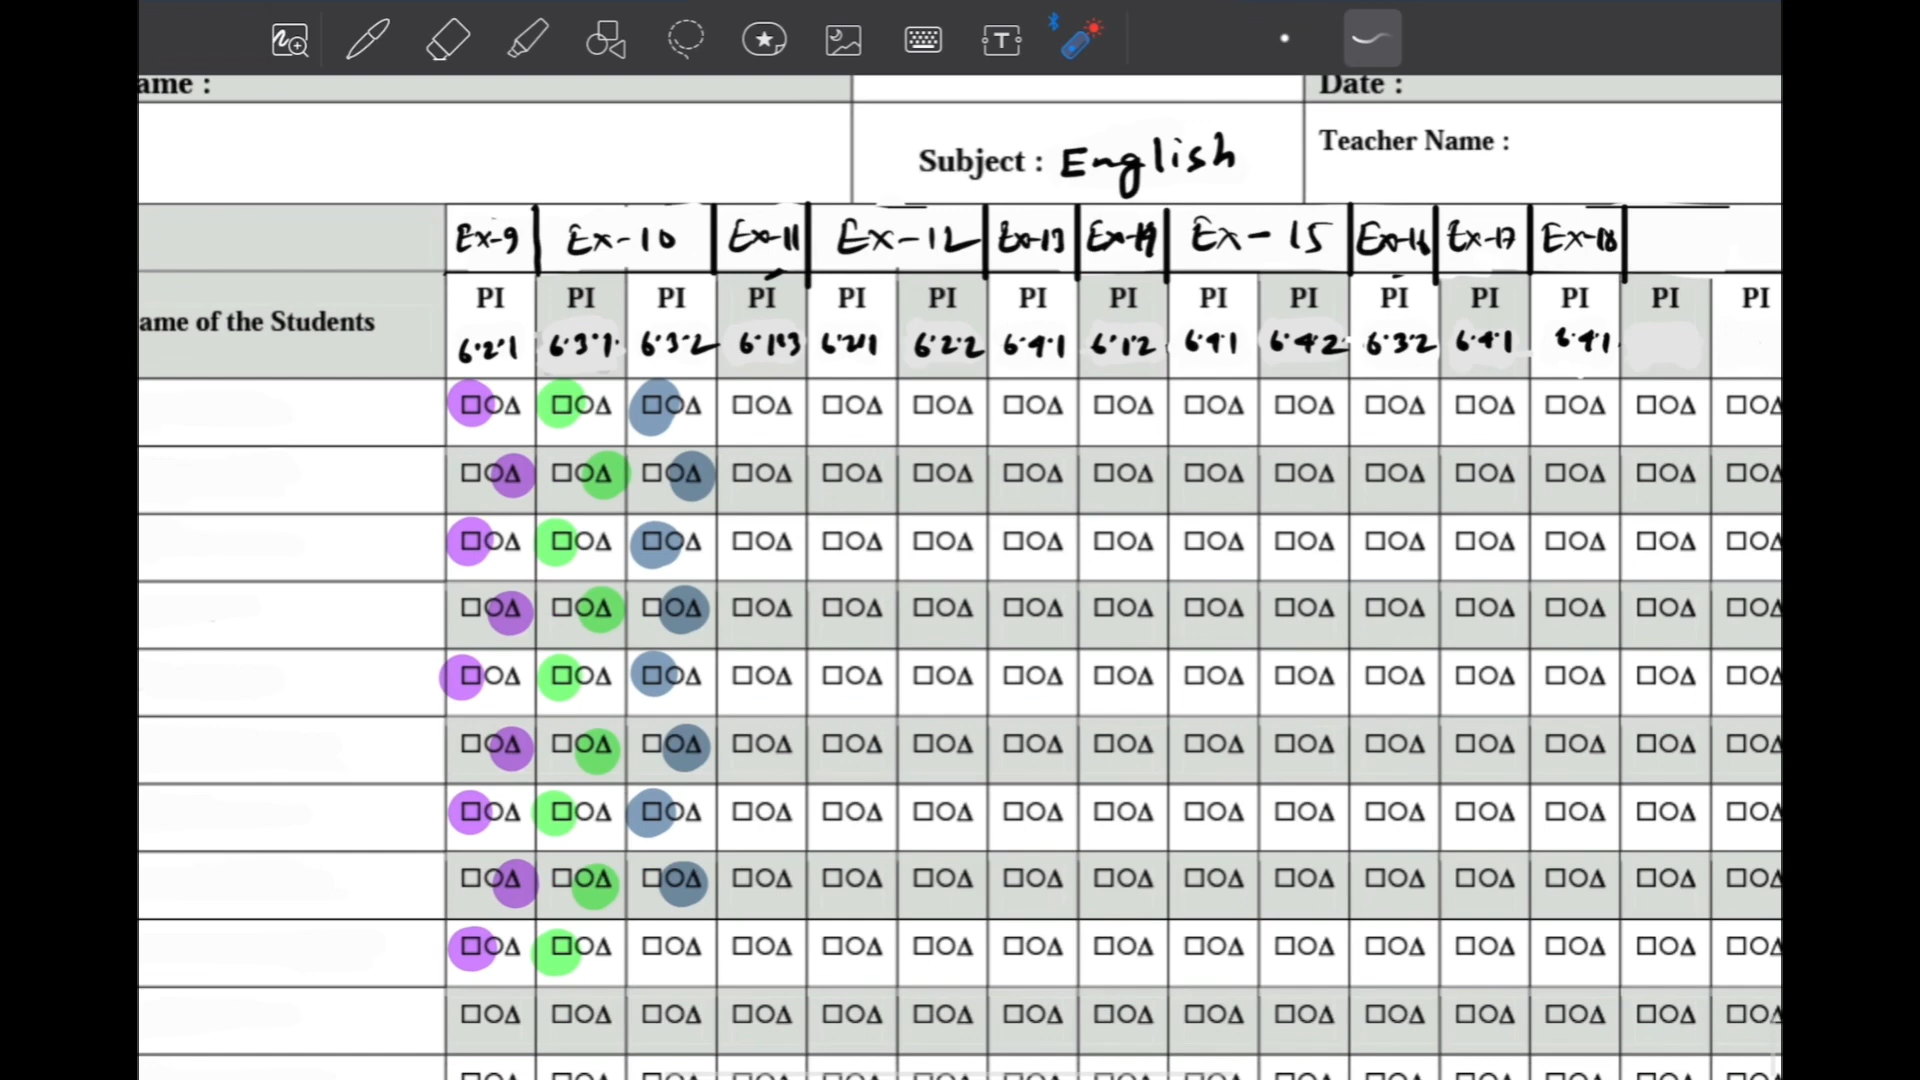 ame :
Date :
Subject : English
Teacher Name :
Ex-9 Ex-10 Ex-11 Ex-12 Ex-13 Ex-14 Ex-15 Ex-16 Ex-17 Ex-18
ame of the Students
PI PI PI PI PI PI PI PI PI PI PI PI PI PI PI
6.2.1 6.3.1 6.3.2 6.1.3 6.2.1 6.2.2 6.4.1 6.1.2 6.4.1 6.4.2 6.3.2 6.4.1 6.4.1